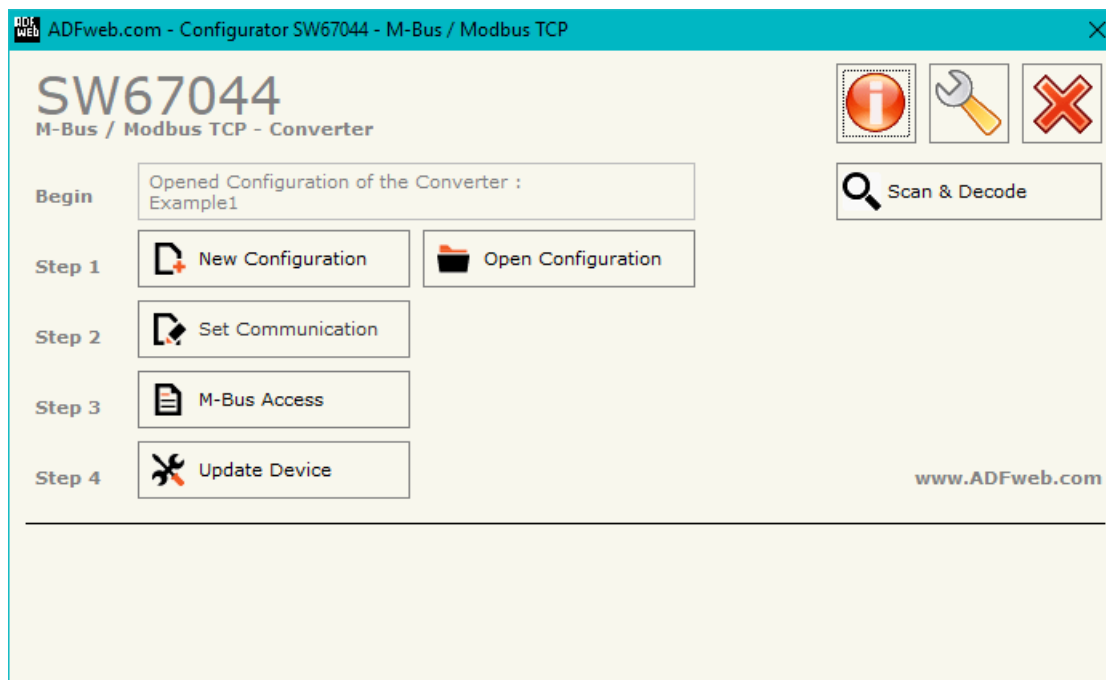 ADF
WEB
ADFweb.com - Configurator SW67044 - M-Bus / Modbus TCP
SW67044
M-Bus / Modbus TCP - Converter
Begin
Opened Configuration of the Converter :
Example1
Scan & Decode
Step 1
New Configuration
Open Configuration
Step 2
Set Communication
Step 3
M-Bus Access
Step 4
Update Device
www.ADFweb.com